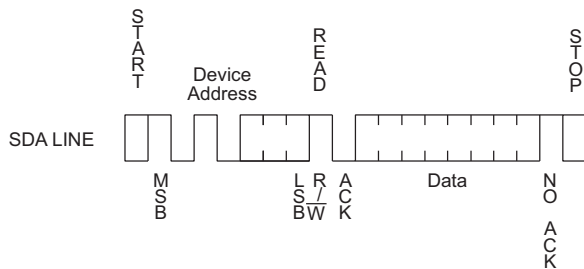 START
READ
STOP
Device
Address
SDA LINE
MSB
LSB
R/W
ACK
Data
NO ACK